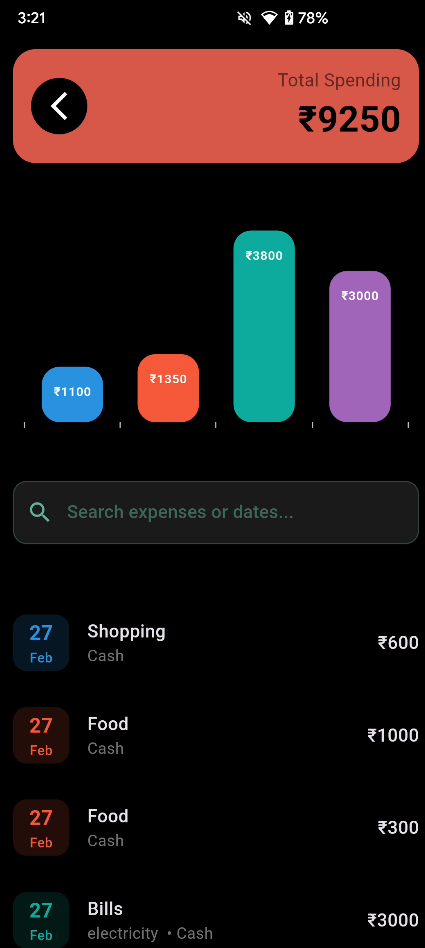 3:21
78%
Total Spending
₹9250
₹3800
₹3000
₹1350
₹1100
Search expenses or dates...
27
Feb
Shopping
Cash
₹600
27
Feb
Food
Cash
₹1000
27
Feb
Food
Cash
₹300
27
Feb
Bills
electricity • Cash
₹3000